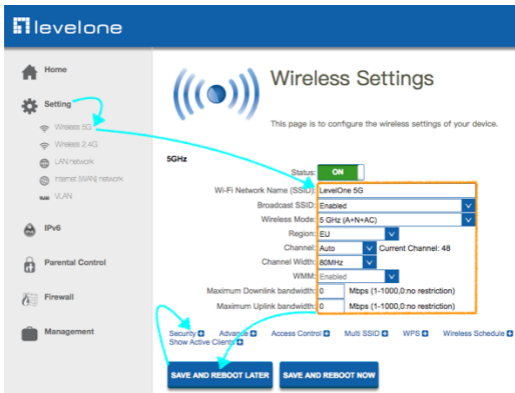 levelone
Home
Setting
Wireless 5G
Wireless 2.4G
LAN network
Internet (WAN) network
VLAN
IPv6
Parental Control
Firewall
Management
Wireless Settings
This page is to configure the wireless settings of your device.
5GHz
Status: ON
Wi-Fi Network Name (SSID): LevelOne 5G
Broadcast SSID: Enabled
Wireless Mode: 5 GHz (A+N+AC)
Region: EU
Channel: Auto Current Channel: 48
Channel Width: 80MHz
WMM: Enabled
Maximum Downlink bandwidth: 0 Mbps (1-1000,0:no restriction)
Maximum Uplink bandwidth: 0 Mbps (1-1000,0:no restriction)
Security Advance Access Control Multi SSID WPS Wireless Schedule
Show Active Clients
SAVE AND REBOOT LATER SAVE AND REBOOT NOW